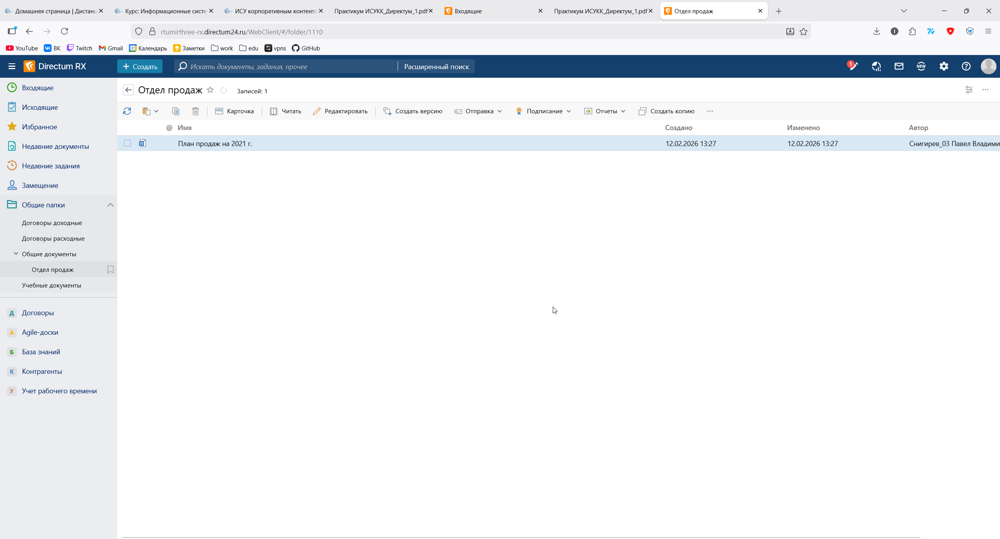 Домашняя страница | Дистанц
Курс: Информационные систе
ИСУ корпоративным контенто
Практикум ИСУКК_Директум_1.pdf
Входящие
Практикум ИСУКК_Директум_1.pdf
Отдел продаж
rtumirthree-rx.directum24.ru/WebClient/#/folder/1110
YouTube
ВК
Twitch
Gmail
31
Календарь
Заметки
work
edu
vpns
GitHub
Directum RX
Создать
Искать документы, задания, прочее
Расширенный поиск
1
NEW
Входящие
Исходящие
Избранное
Недавние документы
Недавние задания
Замещение
Общие папки
Договоры доходные
Договоры расходные
Общие документы
Отдел продаж
Учебные документы
Д Договоры
A Agile-доски
Б База знаний
К Контрагенты
У Учет рабочего времени
Отдел продаж
Записей: 1
Карточка
Читать
Редактировать
Создать версию
Отправка
Подписание
Отчеты
Создать копию
@ Имя Создано Изменено Автор
План продаж на 2021 г. 12.02.2026 13:27 12.02.2026 13:27 Снигирев_03 Павел Владими